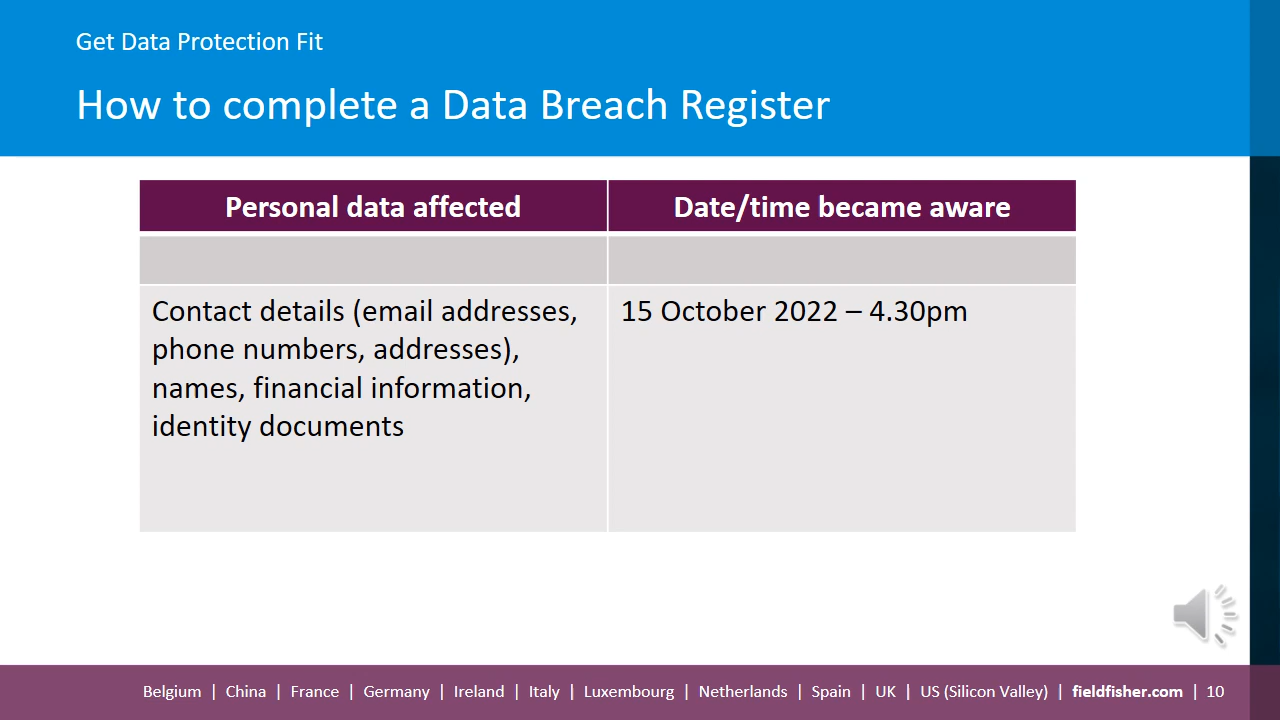 Get Data Protection Fit
How to complete a Data Breach Register
Personal data affected
Date/time became aware
Contact details (email addresses,
phone numbers, addresses),
names, financial information,
identity documents
15 October 2022 – 4.30pm
Belgium | China | France | Germany | Ireland | Italy | Luxembourg | Netherlands | Spain | UK | US (Silicon Valley) | fieldfisher.com | 10